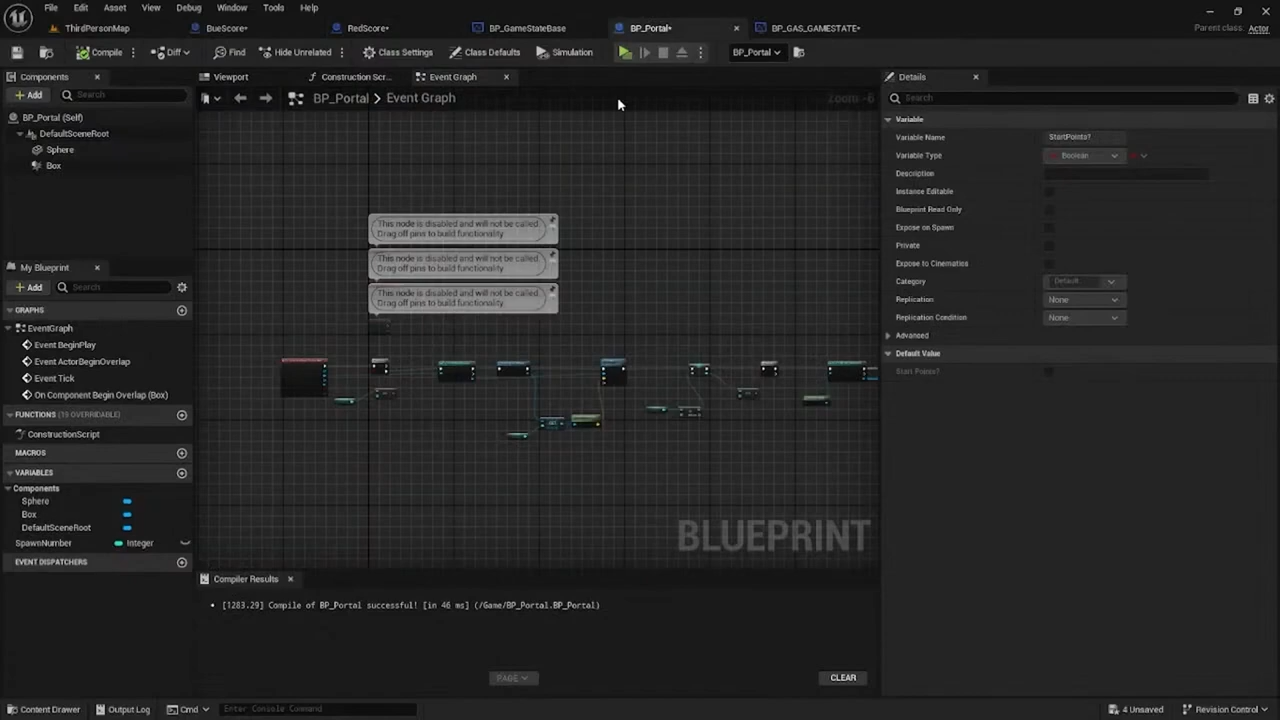 File Edit Asset View Debug Window Tools Help
ThirdPersonMap BueScore* RedScore* BP_GameStateBase BP_Portal* BP_GAS_GAMESTATE* Parent class: Actor
Compile Diff Find Hide Unrelated Class Settings Class Defaults Simulation BP_Portal
Components Viewport Construction Scr... Event Graph Details
Add Search BP_Portal > Event Graph Zoom -6 Search
BP_Portal (Self) Variable
DefaultSceneRoot Variable Name StartPoints?
Sphere Variable Type Boolean
Box Description
Instance Editable
Blueprint Read Only
Expose on Spawn
Private
Expose to Cinematics
Category Default
Replication None
Replication Condition None
Advanced
Default Value
Start Points?
This node is disabled and will not be called.
Drag off pins to build functionality.
This node is disabled and will not be called.
Drag off pins to build functionality.
This node is disabled and will not be called.
Drag off pins to build functionality.
My Blueprint
Add Search
GRAPHS
EventGraph
Event BeginPlay
Event ActorBeginOverlap
Event Tick
On Component Begin Overlap (Box)
FUNCTIONS (19 OVERRIDABLE)
ConstructionScript
MACROS
VARIABLES
Components
Sphere
Box
DefaultSceneRoot
SpawnNumber Integer
EVENT DISPATCHERS
BLUEPRINT
Compiler Results
[1283.29] Compile of BP_Portal successful! [in 46 ms] (/Game/BP_Portal.BP_Portal)
PAGE CLEAR
Content Drawer Output Log Cmd Enter Console Command 4 Unsaved Revision Control